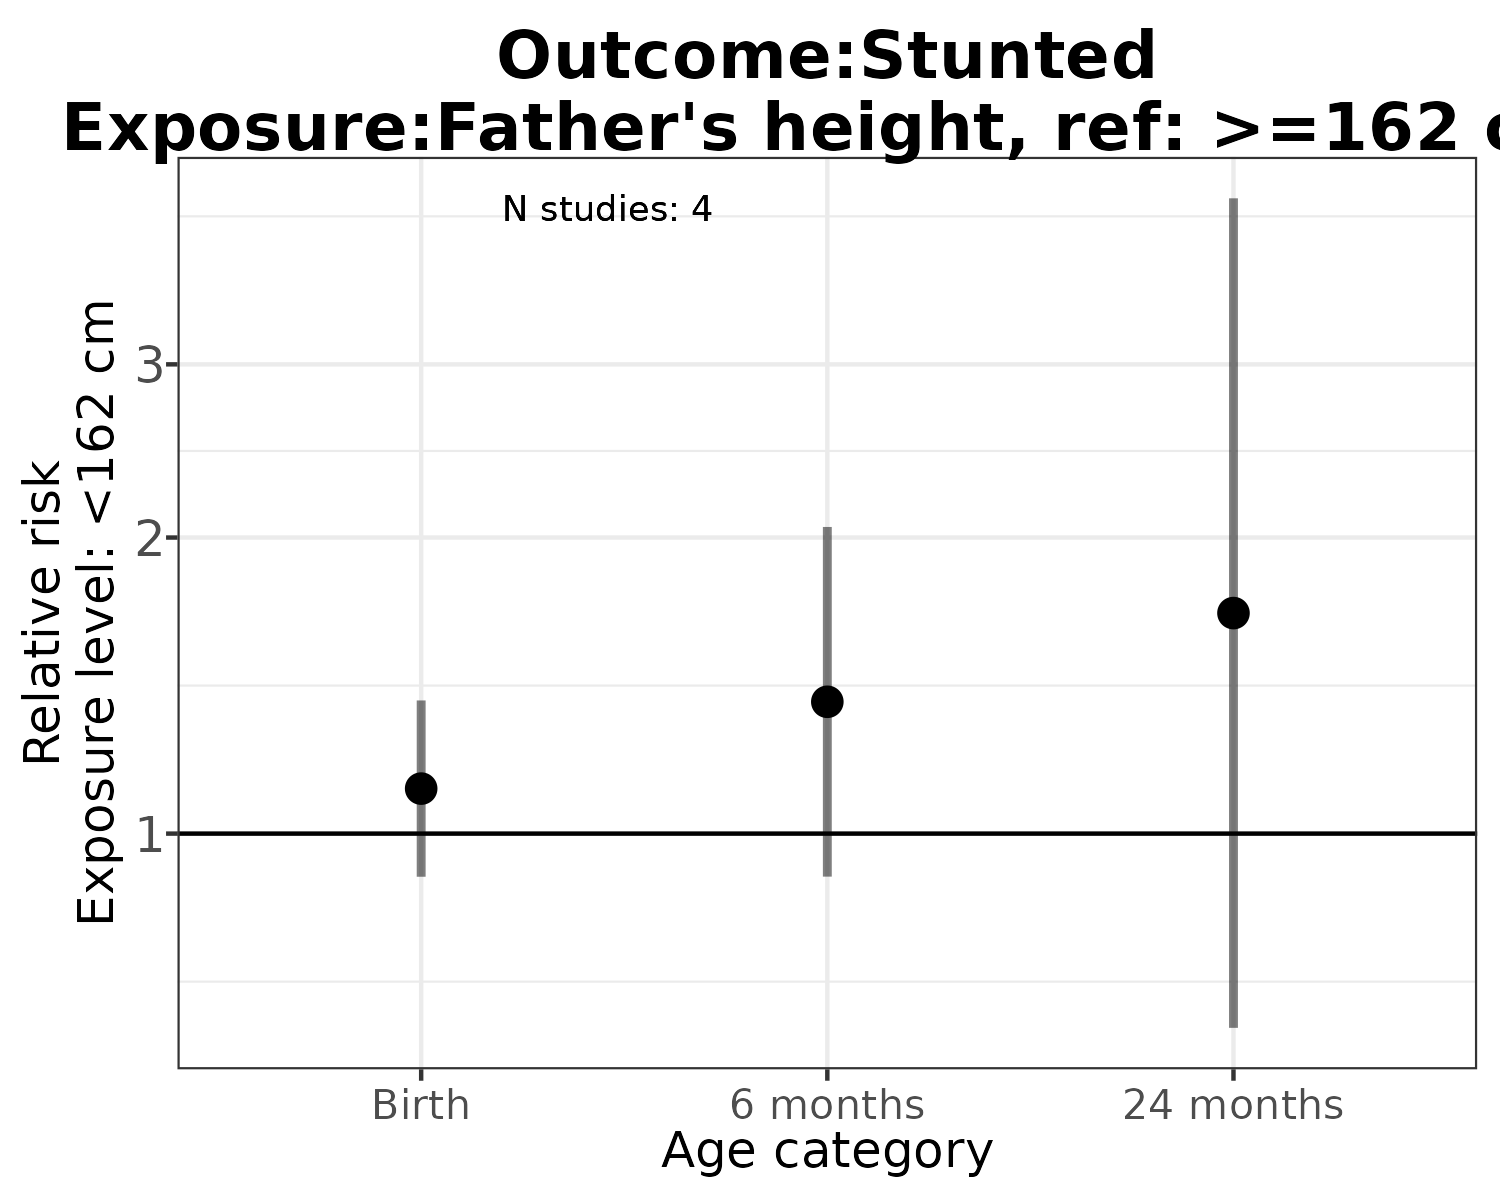 Outcome:Stunted
Exposure:Father's height, ref: >=162
N studies: 4
Relative risk
Exposure level: <162 cm
3
2
1
Birth
6 months
24 months
Age category